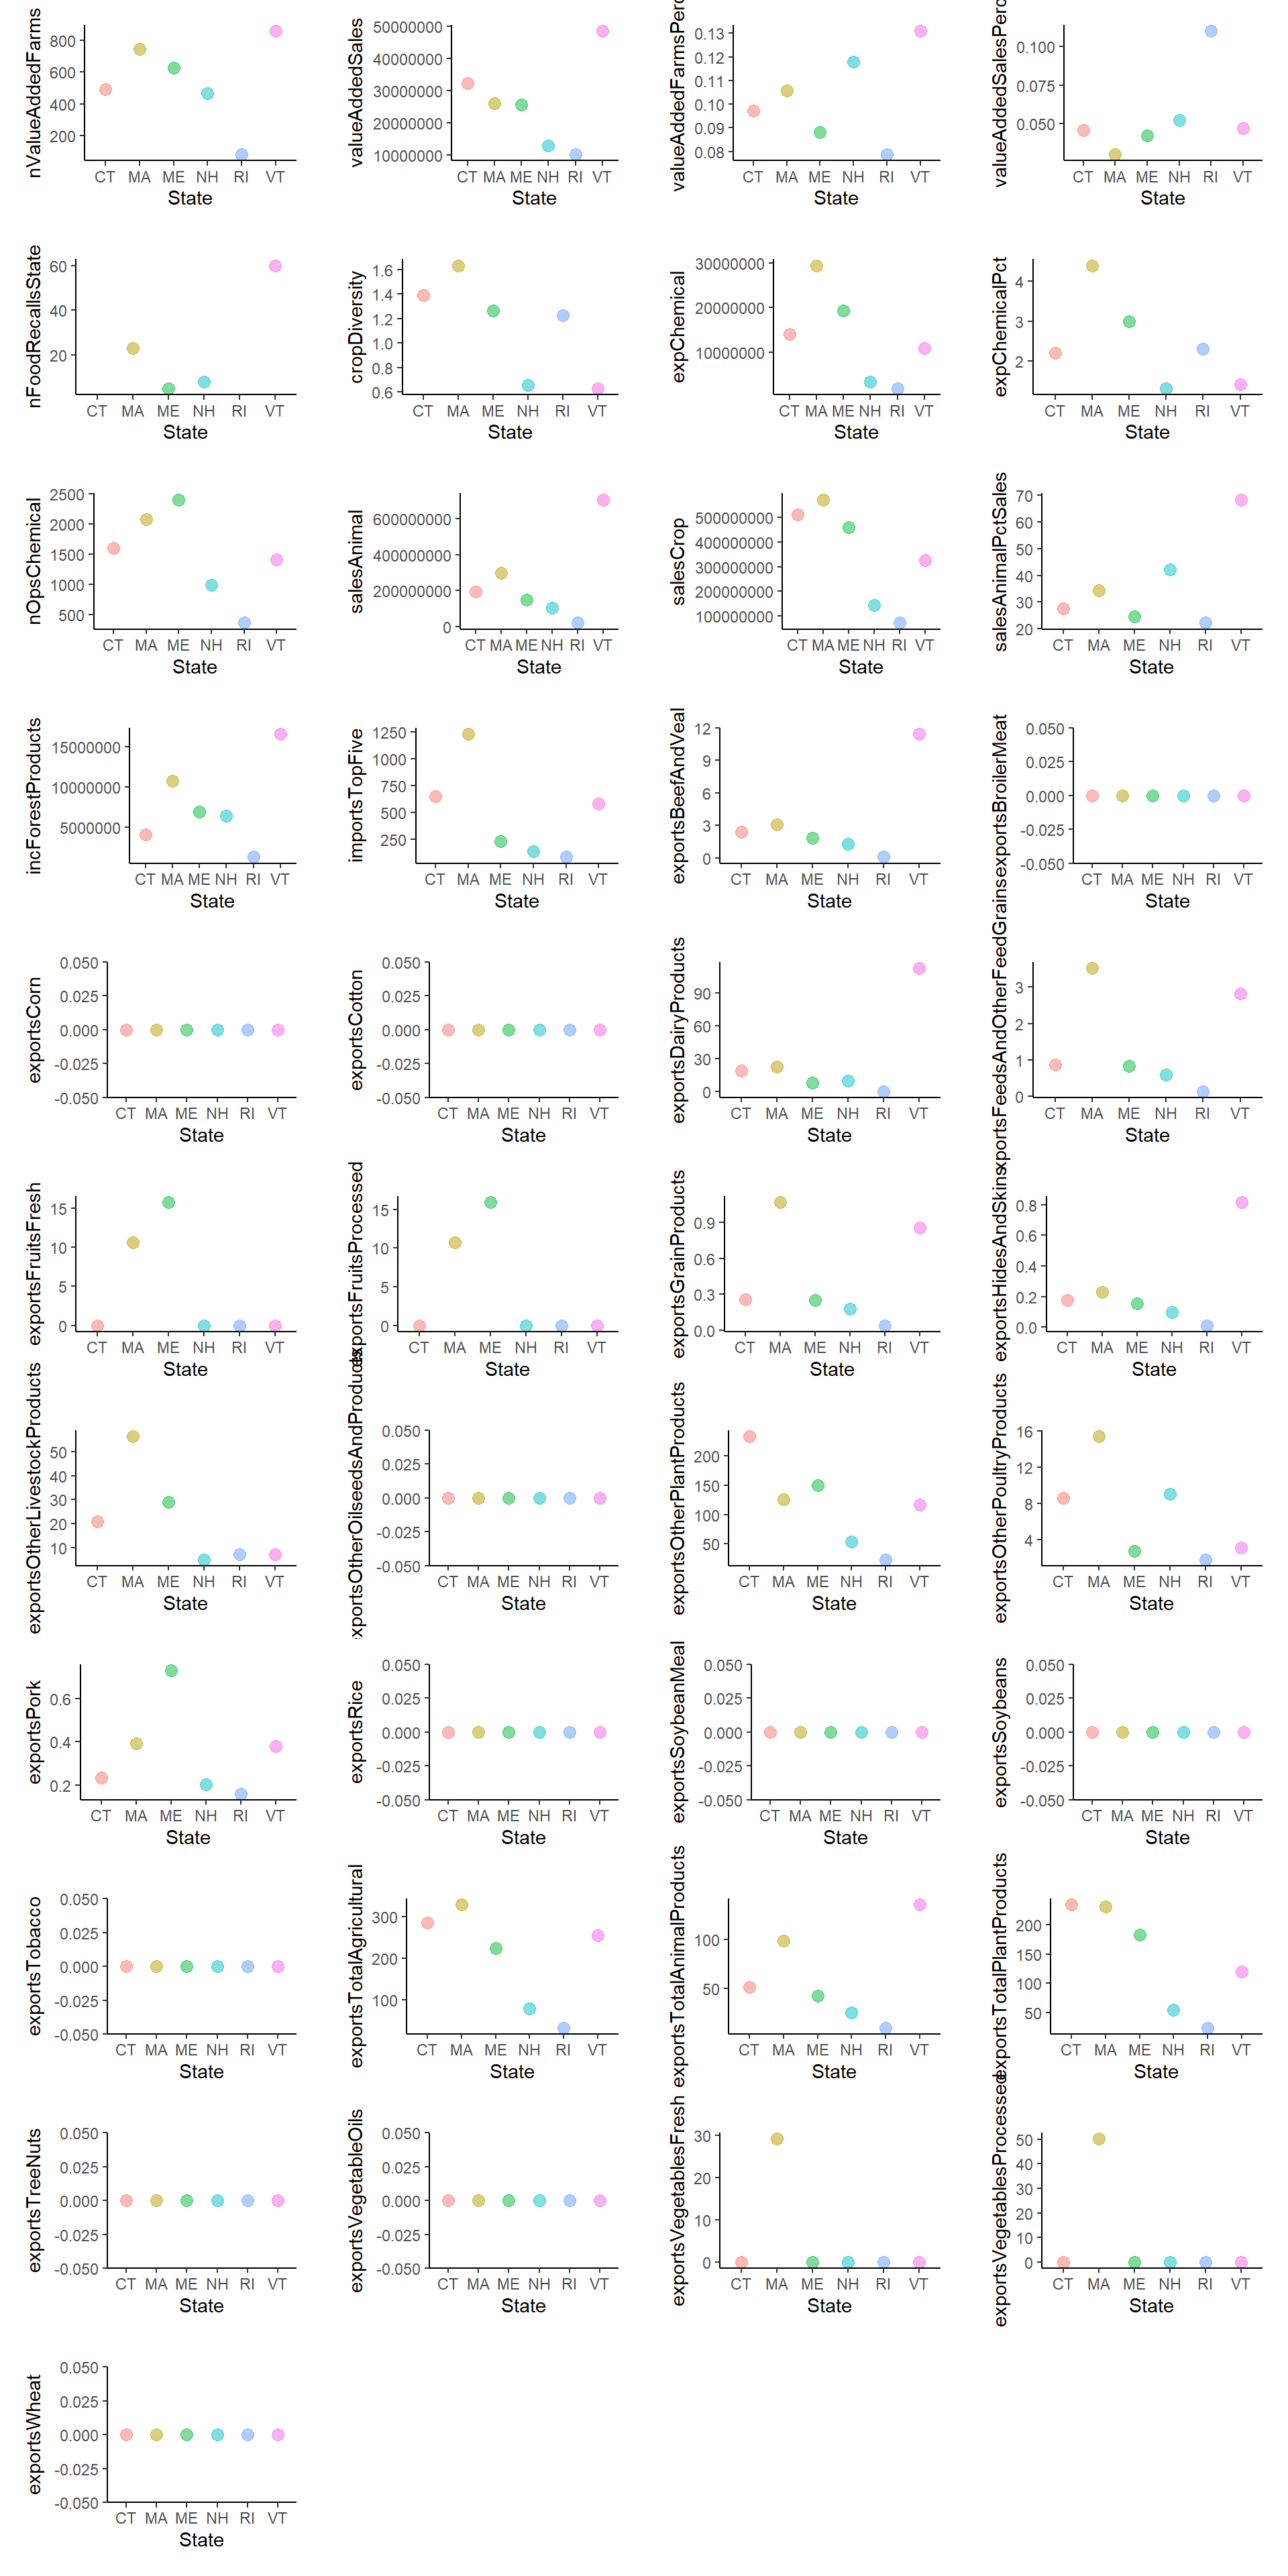 nValueAddedFarms
800
600
400
200
CT MA ME NH RI VT
State
valueAddedSales
50000000
40000000
30000000
20000000
10000000
CT MA ME NH RI VT
State
valueAddedFarmsPerc
0.13
0.12
0.11
0.10
0.09
0.08
CT MA ME NH RI VT
State
valueAddedSalesPerc
0.100
0.075
0.050
CT MA ME NH RI VT
State
nFoodRecallsState
60
40
20
CT MA ME NH RI VT
State
cropDiversity
1.6
1.4
1.2
1.0
0.8
0.6
CT MA ME NH RI VT
State
expChemical
30000000
20000000
10000000
CT MA ME NH RI VT
State
expChemicalPct
4
3
2
CT MA ME NH RI VT
State
nOpsChemical
2500
2000
1500
1000
500
CT MA ME NH RI VT
State
salesAnimal
600000000
400000000
200000000
0
CT MA ME NH RI VT
State
salesCrop
500000000
400000000
300000000
200000000
100000000
CT MA ME NH RI VT
State
salesAnimalPctSales
70
60
50
40
30
20
CT MA ME NH RI VT
State
incForestProducts
15000000
10000000
5000000
CT MA ME NH RI VT
State
importsTopFive
1250
1000
750
500
250
CT MA ME NH RI VT
State
exportsBeefAndVeal
12
9
6
3
0
CT MA ME NH RI VT
State
exportsBroilerMeat
0.050
0.025
0.000
-0.025
-0.050
CT MA ME NH RI VT
State
exportsCorn
0.050
0.025
0.000
-0.025
-0.050
CT MA ME NH RI VT
State
exportsCotton
0.050
0.025
0.000
-0.025
-0.050
CT MA ME NH RI VT
State
exportsDairyProducts
90
60
30
0
CT MA ME NH RI VT
State
xportsFeedsAndOtherFeedGrains
3
2
1
0
CT MA ME NH RI VT
State
exportsFruitsFresh
15
10
5
0
CT MA ME NH RI VT
State
exportsFruitsProcessed
15
10
5
0
CT MA ME NH RI VT
State
exportsGrainProducts
0.9
0.6
0.3
0.0
CT MA ME NH RI VT
State
exportsHidesAndSkins
0.8
0.6
0.4
0.2
0.0
CT MA ME NH RI VT
State
exportsOtherLivestockProducts
50
40
30
20
10
CT MA ME NH RI VT
State
xportsOtherOilseedsAndProducts
0.050
0.025
0.000
-0.025
-0.050
CT MA ME NH RI VT
State
exportsOtherPlantProducts
200
150
100
50
CT MA ME NH RI VT
State
exportsOtherPoultryProducts
16
12
8
4
CT MA ME NH RI VT
State
exportsPork
0.6
0.4
0.2
CT MA ME NH RI VT
State
exportsRice
0.050
0.025
0.000
-0.025
-0.050
CT MA ME NH RI VT
State
exportsSoybeanMeal
0.050
0.025
0.000
-0.025
-0.050
CT MA ME NH RI VT
State
exportsSoybeans
0.050
0.025
0.000
-0.025
-0.050
CT MA ME NH RI VT
State
exportsTobacco
0.050
0.025
0.000
-0.025
-0.050
CT MA ME NH RI VT
State
exportsTotalAgricultural
300
200
100
CT MA ME NH RI VT
State
exportsTotalAnimalProducts
100
50
CT MA ME NH RI VT
State
exportsTotalPlantProducts
200
150
100
50
CT MA ME NH RI VT
State
exportsTreeNuts
0.050
0.025
0.000
-0.025
-0.050
CT MA ME NH RI VT
State
exportsVegetableOils
0.050
0.025
0.000
-0.025
-0.050
CT MA ME NH RI VT
State
exportsVegetablesFresh
30
20
10
0
CT MA ME NH RI VT
State
exportsVegetablesProcessed
50
40
30
20
10
0
CT MA ME NH RI VT
State
exportsWheat
0.050
0.025
0.000
-0.025
-0.050
CT MA ME NH RI VT
State